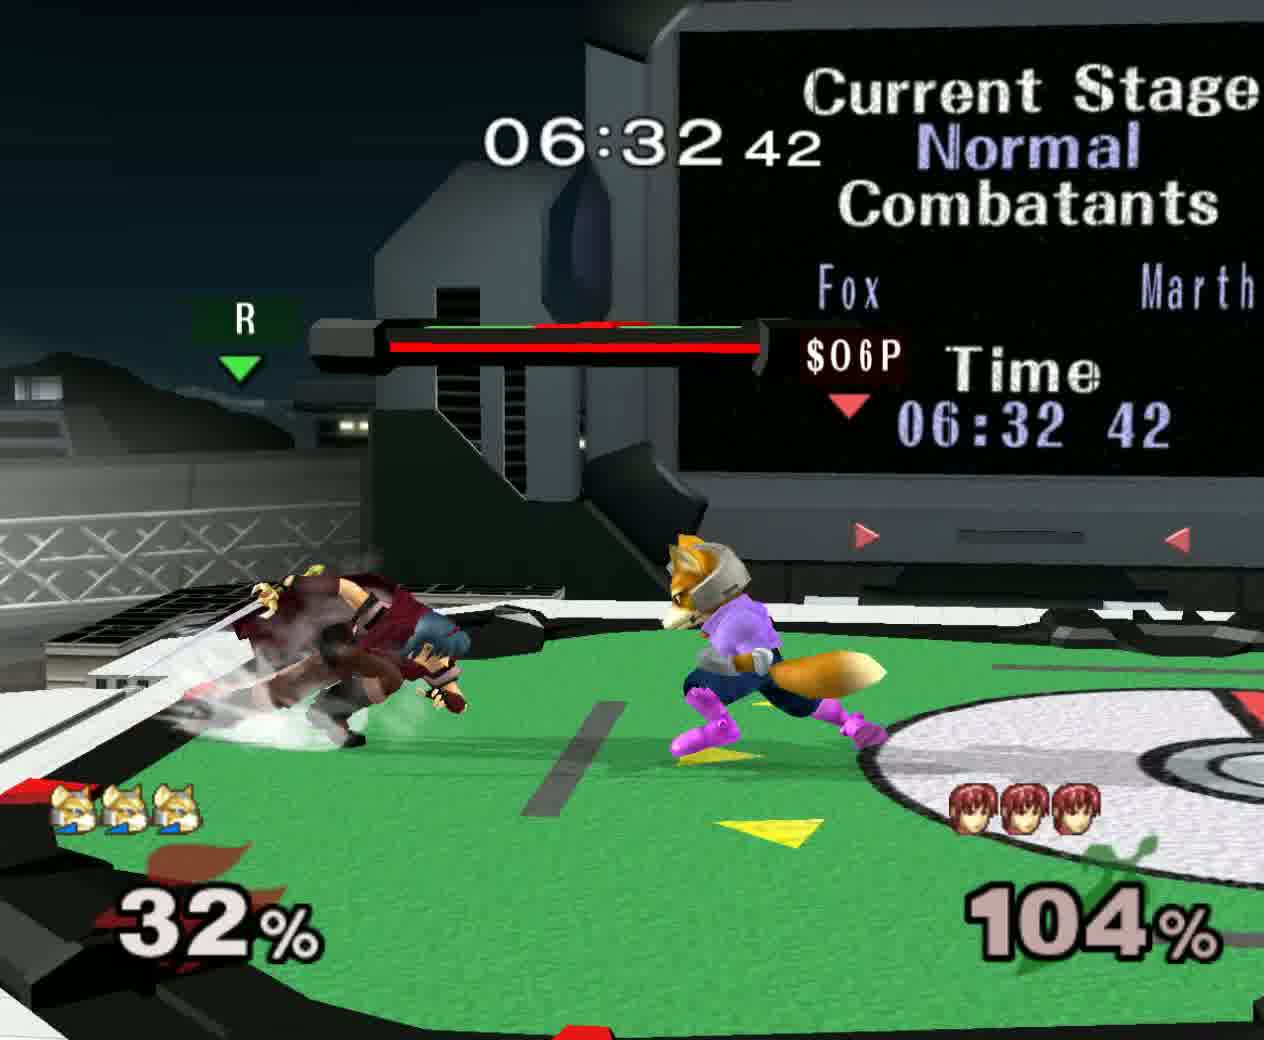 Current Stage
06:32 42
Normal
Combatants
Fox Marth
R
$06P
Time
06:32 42
32%
104%